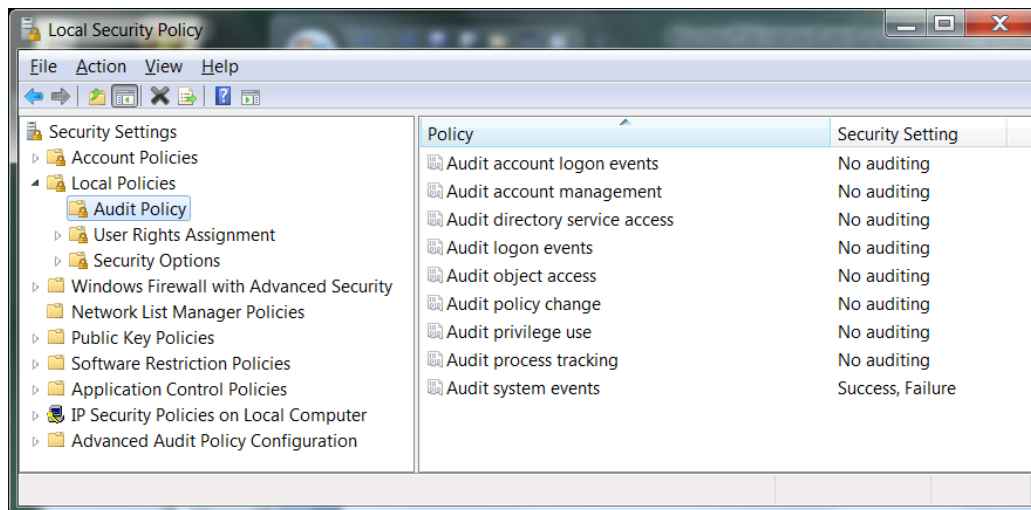 Local Security Policy
File Action View Help
Security Settings
Account Policies
Local Policies
Audit Policy
User Rights Assignment
Security Options
Windows Firewall with Advanced Security
Network List Manager Policies
Public Key Policies
Software Restriction Policies
Application Control Policies
IP Security Policies on Local Computer
Advanced Audit Policy Configuration
Policy Security Setting
Audit account logon events No auditing
Audit account management No auditing
Audit directory service access No auditing
Audit logon events No auditing
Audit object access No auditing
Audit policy change No auditing
Audit privilege use No auditing
Audit process tracking No auditing
Audit system events Success, Failure